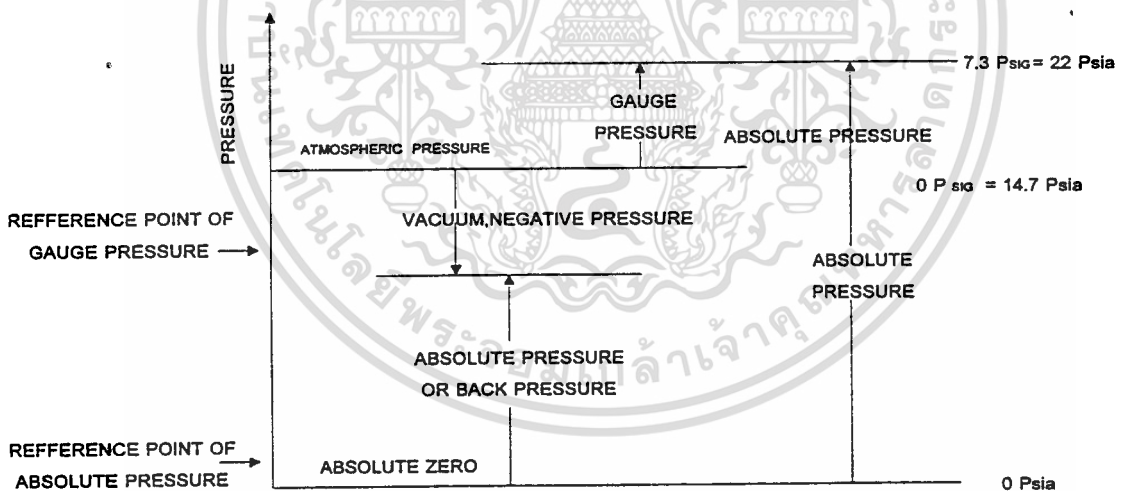 PRESSURE
7.3 PSIG = 22 Psia
GAUGE
PRESSURE
ABSOLUTE PRESSURE
ATMOSPHERIC PRESSURE
0 P SIG = 14.7 Psia
REFFERENCE POINT OF
GAUGE PRESSURE
VACUUM,NEGATIVE PRESSURE
ABSOLUTE
PRESSURE
ABSOLUTE PRESSURE
OR BACK PRESSURE
REFFERENCE POINT OF
ABSOLUTE PRESSURE
ABSOLUTE ZERO
0 Psia